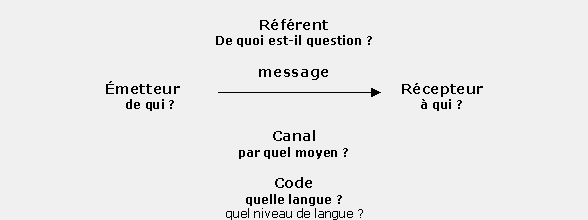 Référent
De quoi est-il question ?
message
Émetteur
de qui ?
Récepteur
à qui ?
Canal
par quel moyen ?
Code
quelle langue ?
quel niveau de langue ?